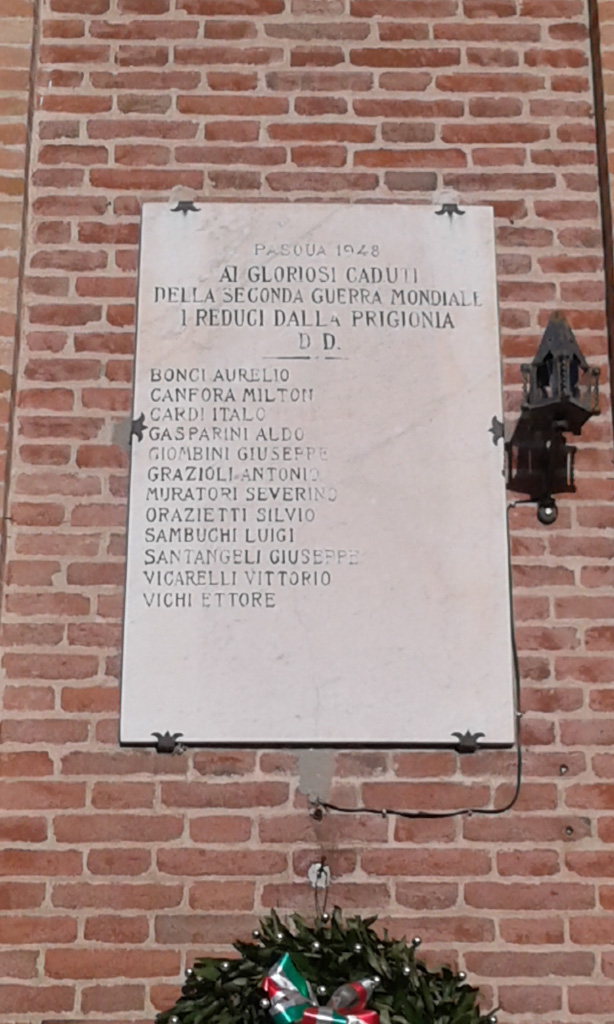 PASQUA 1948
AI GLORIOSI CADUTI
DELLA SECONDA GUERRA MONDIALE
I REDUCI DALLA PRIGIONIA
D D.
BONCI AURELIO
CANFORA MILTON
CARDI ITALO
GASPARINI ALDO
GIOMBINI GIUSEPPE
GRAZIOLI ANTONIO
MURATORI SEVERINO
ORAZIETTI SILVIO
SAMBUCHI LUIGI
SANTANGELI GIUSEPPE
VICARELLI VITTORIO
VICHI ETTORE